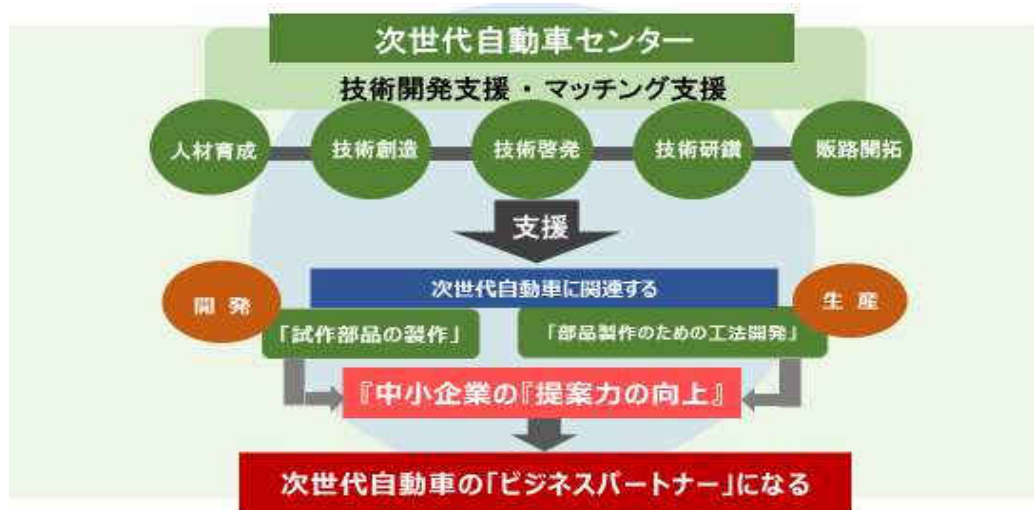 次世代自動車センター
技術開発支援・マッチング支援
人材育成
技術創造
技術啓発
技術研鑽
販路開拓
支援
開発
次世代自動車に関連する
生産
「試作部品の製作」
「部品製作のための工法開発」
『中小企業の『提案力の向上』
次世代自動車の「ビジネスパートナー」になる